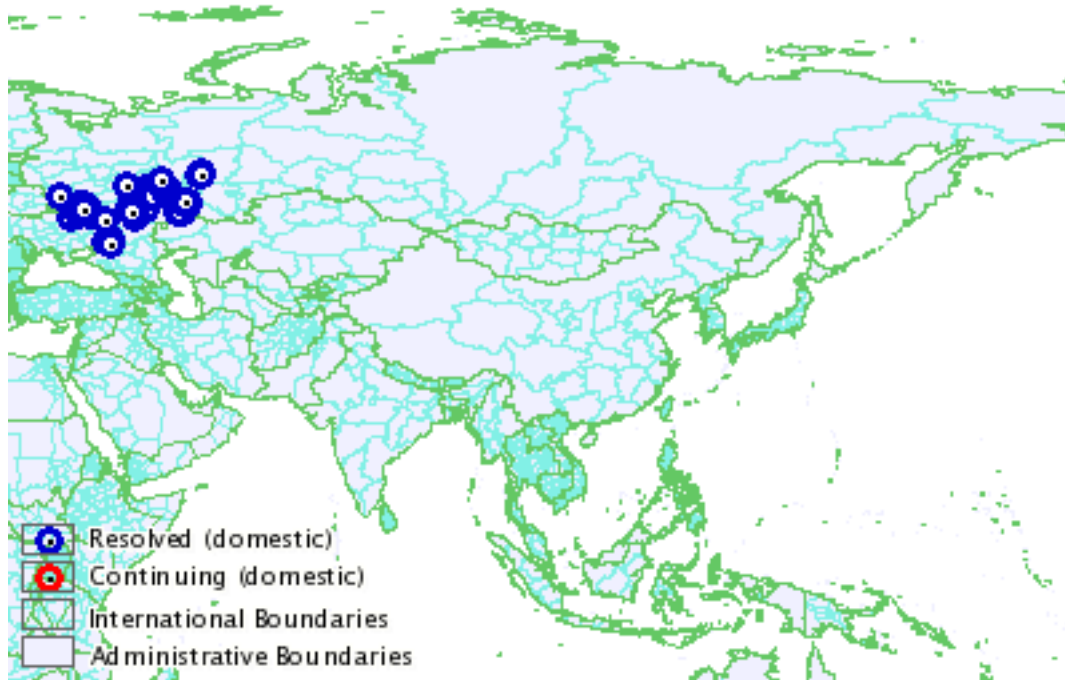 Resolved (domestic)
Continuing (domestic)
International Boundaries
Administrative Boundaries